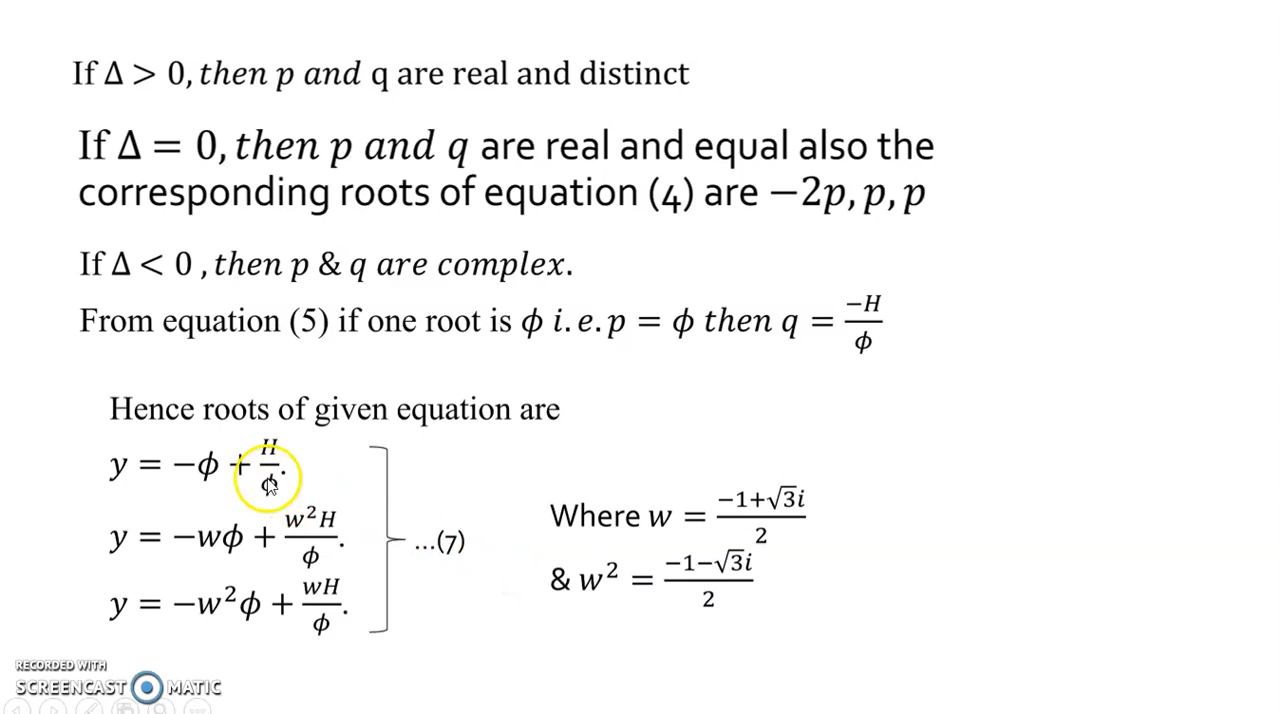 If Δ > 0, then p and q are real and distinct
If Δ = 0, then p and q are real and equal also the
corresponding roots of equation (4) are −2p, p, p
If Δ < 0 , then p & q are complex.
From equation (5) if one root is ϕ i.e. p = ϕ then q = −H/ϕ
Hence roots of given equation are
y = −ϕ + H/ϕ.
y = −wϕ + w²H/ϕ.
y = −w²ϕ + wH/ϕ.
...(7)
Where w = −1+√3i/2
& w² = −1−√3i/2
RECORDED WITH
SCREENCAST MATIC